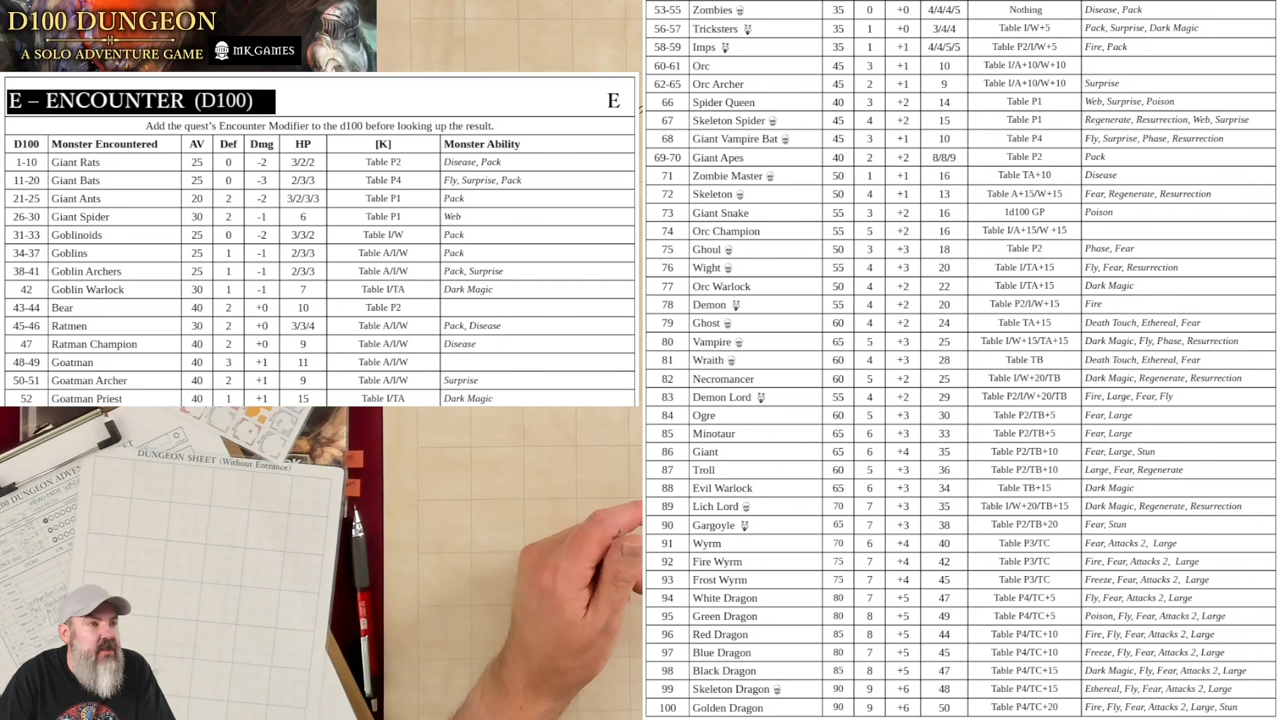 D100 DUNGEON
A SOLO ADVENTURE GAME MK GAMES
E – ENCOUNTER (D100) E
Add the quest's Encounter Modifier to the d100 before looking up the result.
D100 Monster Encountered AV Def Dmg HP [K] Monster Ability
1-10 Giant Rats 25 0 -2 3/2/2 Table P2 Disease, Pack
11-20 Giant Bats 25 0 -3 2/3/3 Table P4 Fly, Surprise, Pack
21-25 Giant Ants 20 2 -2 3/2/3/3 Table P1 Pack
26-30 Giant Spider 30 2 -1 6 Table P1 Web
31-33 Goblinoids 25 0 -2 3/3/2 Table I/W Pack
34-37 Goblins 25 1 -1 2/3/3 Table A/I/W Pack
38-41 Goblin Archers 25 1 -1 2/3/3 Table A/I/W Pack, Surprise
42 Goblin Warlock 30 1 -1 7 Table I/TA Dark Magic
43-44 Bear 40 2 +0 10 Table P2
45-46 Ratmen 30 2 +0 3/3/4 Table A/I/W Pack, Disease
47 Ratman Champion 40 2 +0 9 Table A/I/W Disease
48-49 Goatman 40 3 +1 11 Table A/I/W
50-51 Goatman Archer 40 2 +1 9 Table A/I/W Surprise
52 Goatman Priest 40 1 +1 15 Table I/TA Dark Magic
53-55 Zombies 35 0 +0 4/4/4/5 Nothing Disease, Pack
56-57 Tricksters 35 1 +0 3/4/4 Table I/W+5 Pack, Surprise, Dark Magic
58-59 Imps 35 1 +1 4/4/5/5 Table P2/I/W+5 Fire, Pack
60-61 Orc 45 3 +1 10 Table I/A+10/W+10
62-65 Orc Archer 45 2 +1 9 Table I/A+10/W+10 Surprise
66 Spider Queen 40 3 +2 14 Table P1 Web, Surprise, Poison
67 Skeleton Spider 45 4 +2 15 Table P1 Regenerate, Resurrection, Web, Surprise
68 Giant Vampire Bat 45 3 +1 10 Table P4 Fly, Surprise, Phase, Resurrection
69-70 Giant Apes 40 2 +2 8/8/9 Table P2 Pack
71 Zombie Master 50 1 +1 16 Table TA+10 Disease
72 Skeleton 50 4 +1 13 Table A+15/W+15 Fear, Regenerate, Resurrection
73 Giant Snake 55 3 +2 16 1d100 GP Poison
74 Orc Champion 55 5 +2 16 Table I/A+15/W +15
75 Ghoul 50 3 +3 18 Table P2 Phase, Fear
76 Wight 55 4 +3 20 Table I/TA+15 Fly, Fear, Resurrection
77 Orc Warlock 50 4 +2 22 Table I/TA+15 Dark Magic
78 Demon 55 4 +2 20 Table P2/I/W+15 Fire
79 Ghost 60 4 +2 24 Table TA+15 Death Touch, Ethereal, Fear
80 Vampire 65 5 +3 25 Table I/W+15/TA+15 Dark Magic, Fly, Phase, Resurrection
81 Wraith 60 4 +3 28 Table TB Death Touch, Ethereal, Fear
82 Necromancer 60 5 +2 25 Table I/W+20/TB Dark Magic, Regenerate, Resurrection
83 Demon Lord 55 4 +2 29 Table P2/I/W+20/TB Fire, Large, Fear, Fly
84 Ogre 60 5 +3 30 Table P2/TB+5 Fear, Large
85 Minotaur 65 6 +3 33 Table P2/TB+5 Fear, Large
86 Giant 65 6 +4 35 Table P2/TB+10 Fear, Large, Stun
87 Troll 60 5 +3 36 Table P2/TB+10 Large, Fear, Regenerate
88 Evil Warlock 65 6 +3 34 Table TB+15 Dark Magic
89 Lich Lord 70 7 +3 35 Table I/W+20/TB+15 Dark Magic, Regenerate, Resurrection
90 Gargoyle 65 7 +3 38 Table P2/TB+20 Fear, Stun
91 Wyrm 70 6 +4 40 Table P3/TC Fear, Attacks 2, Large
92 Fire Wyrm 75 7 +4 42 Table P3/TC Fire, Fear, Attacks 2, Large
93 Frost Wyrm 75 7 +4 45 Table P3/TC Freeze, Fear, Attacks 2, Large
94 White Dragon 80 7 +5 47 Table P4/TC+5 Fly, Fear, Attacks 2, Large
95 Green Dragon 80 8 +5 49 Table P4/TC+5 Poison, Fly, Fear, Attacks 2, Large
96 Red Dragon 85 8 +5 44 Table P4/TC+10 Fire, Fly, Fear, Attacks 2, Large
97 Blue Dragon 80 7 +5 45 Table P4/TC+10 Freeze, Fly, Fear, Attacks 2, Large
98 Black Dragon 85 8 +5 47 Table P4/TC+15 Dark Magic, Fly, Fear, Attacks 2, Large
99 Skeleton Dragon 90 9 +6 48 Table P4/TC+15 Ethereal, Fly, Fear, Attacks 2, Large
100 Golden Dragon 90 9 +6 50 Table P4/TC+20 Fire, Fly, Fear, Attacks 2, Large, Stun
DUNGEON SHEET (Without Entrance)
100 DUNGEON ADVEN